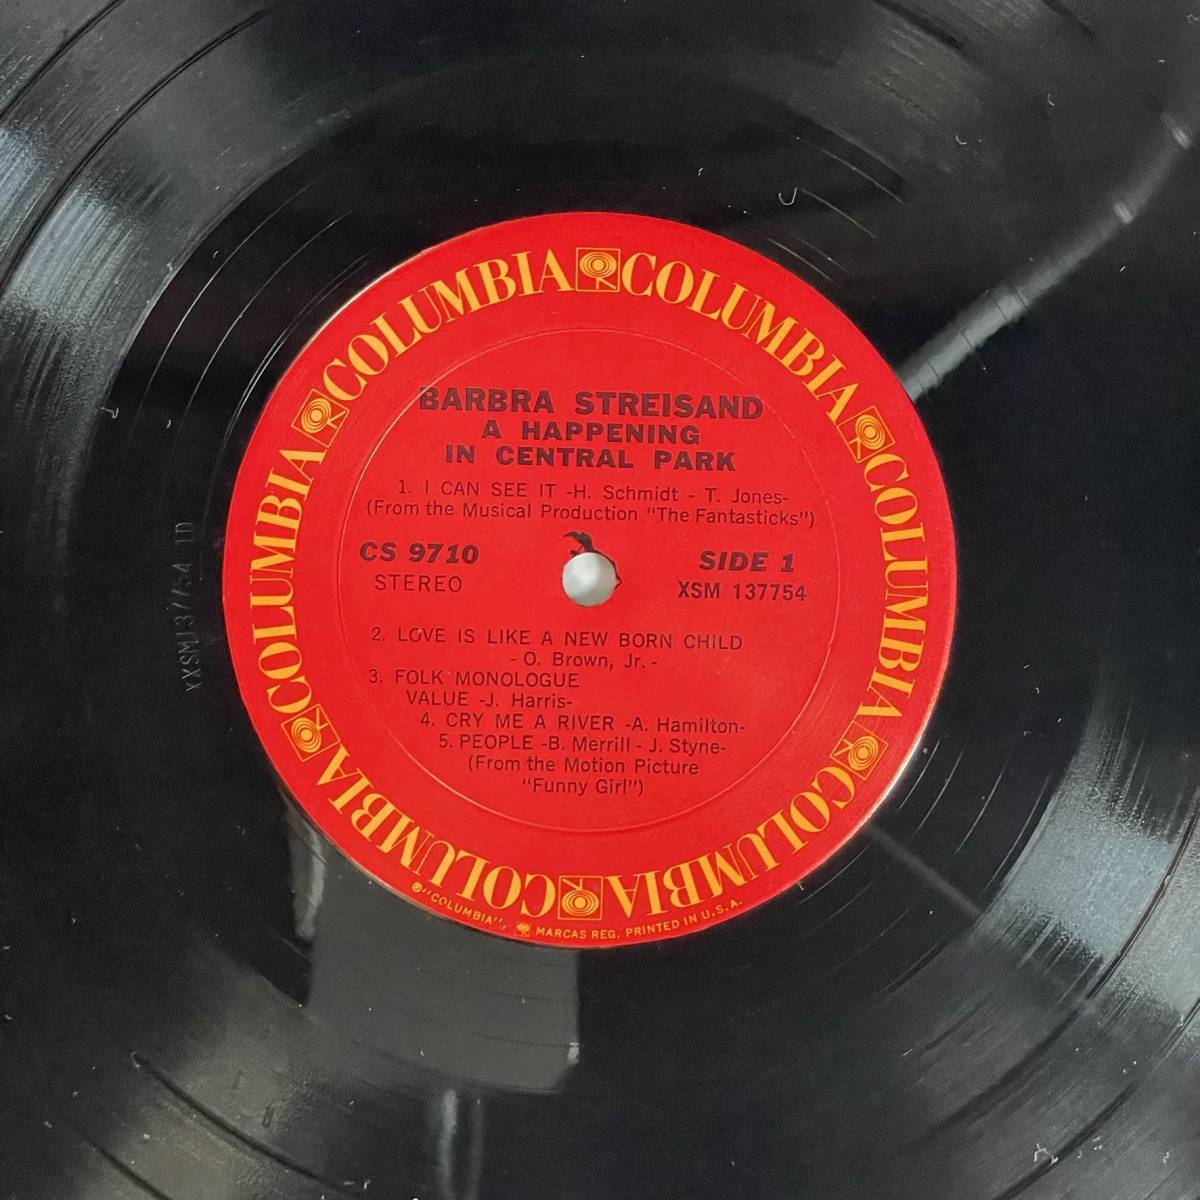 COLUMBIA COLUMBIA COLUMBIA COLUMBIA COLUMBIA COLUMBIA COLUMBIA
BARBRA STREISAND
A HAPPENING
IN CENTRAL PARK
1. I CAN SEE IT -H. Schmidt - T. Jones-
(From the Musical Production "The Fantasticks")
CS 9710
STEREO
SIDE 1
XSM 137754
2. LOVE IS LIKE A NEW BORN CHILD
- O. Brown, Jr. -
3. FOLK MONOLOGUE
VALUE -J. Harris-
4. CRY ME A RIVER -A. Hamilton-
5. PEOPLE -B. Merrill - J. Styne-
(From the Motion Picture
"Funny Girl")
® "COLUMBIA", MARCAS REG. PRINTED IN U.S.A.
XXSM137754 1D